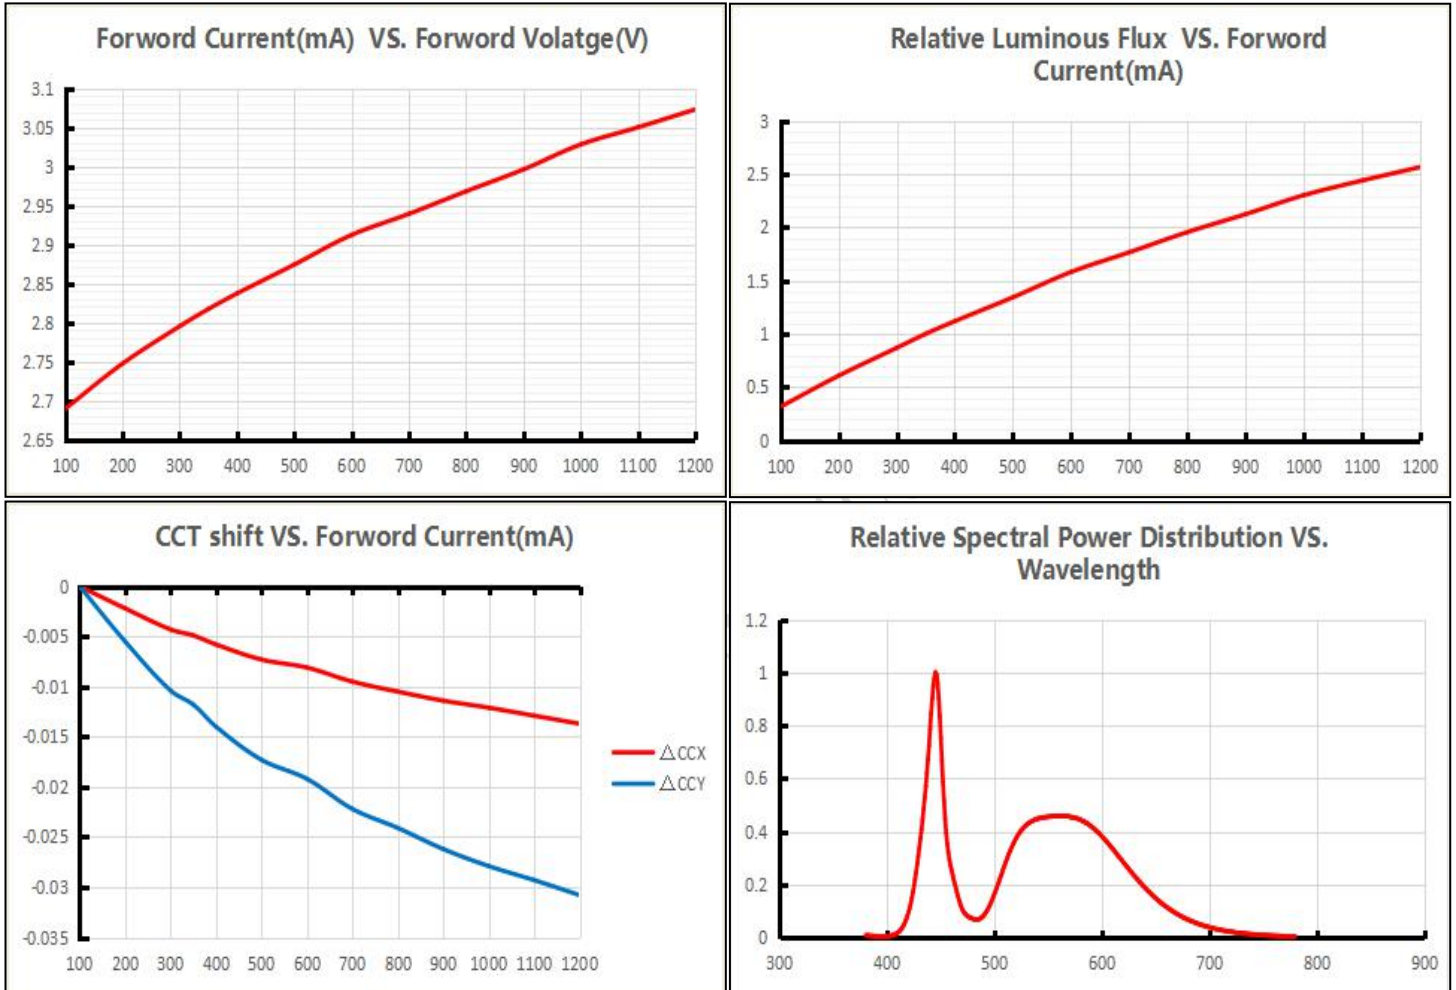 Forword Current(mA)  VS. Forword Volatge(V)
3.1
3.05
3
2.95
2.9
2.85
2.8
2.75
2.7
2.65
100 200 300 400 500 600 700 800 900 1000 1100 1200
Relative Luminous Flux  VS. Forword
Current(mA)
3
2.5
2
1.5
1
0.5
0
100 200 300 400 500 600 700 800 900 1000 1100 1200
CCT shift VS. Forword Current(mA)
0
-0.005
-0.01
-0.015
-0.02
-0.025
-0.03
-0.035
100 200 300 400 500 600 700 800 900 1000 1100 1200
△CCX
△CCY
Relative Spectral Power Distribution VS.
Wavelength
1.2
1
0.8
0.6
0.4
0.2
0
300 400 500 600 700 800 900